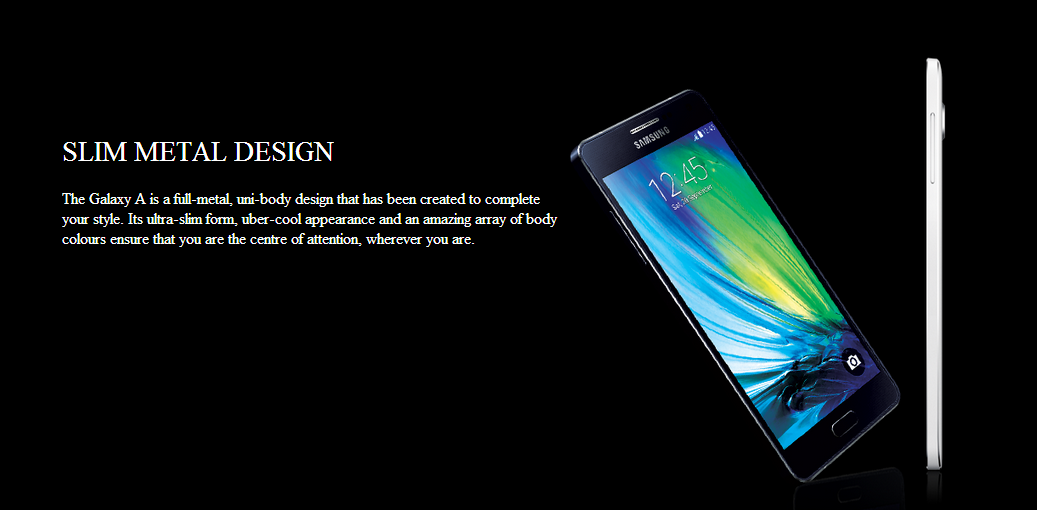 SLIM METAL DESIGN
The Galaxy A is a full-metal, uni-body design that has been created to complete
your style. Its ultra-slim form, uber-cool appearance and an amazing array of body
colours ensure that you are the centre of attention, wherever you are.
SAMSUNG
12:45
12:45